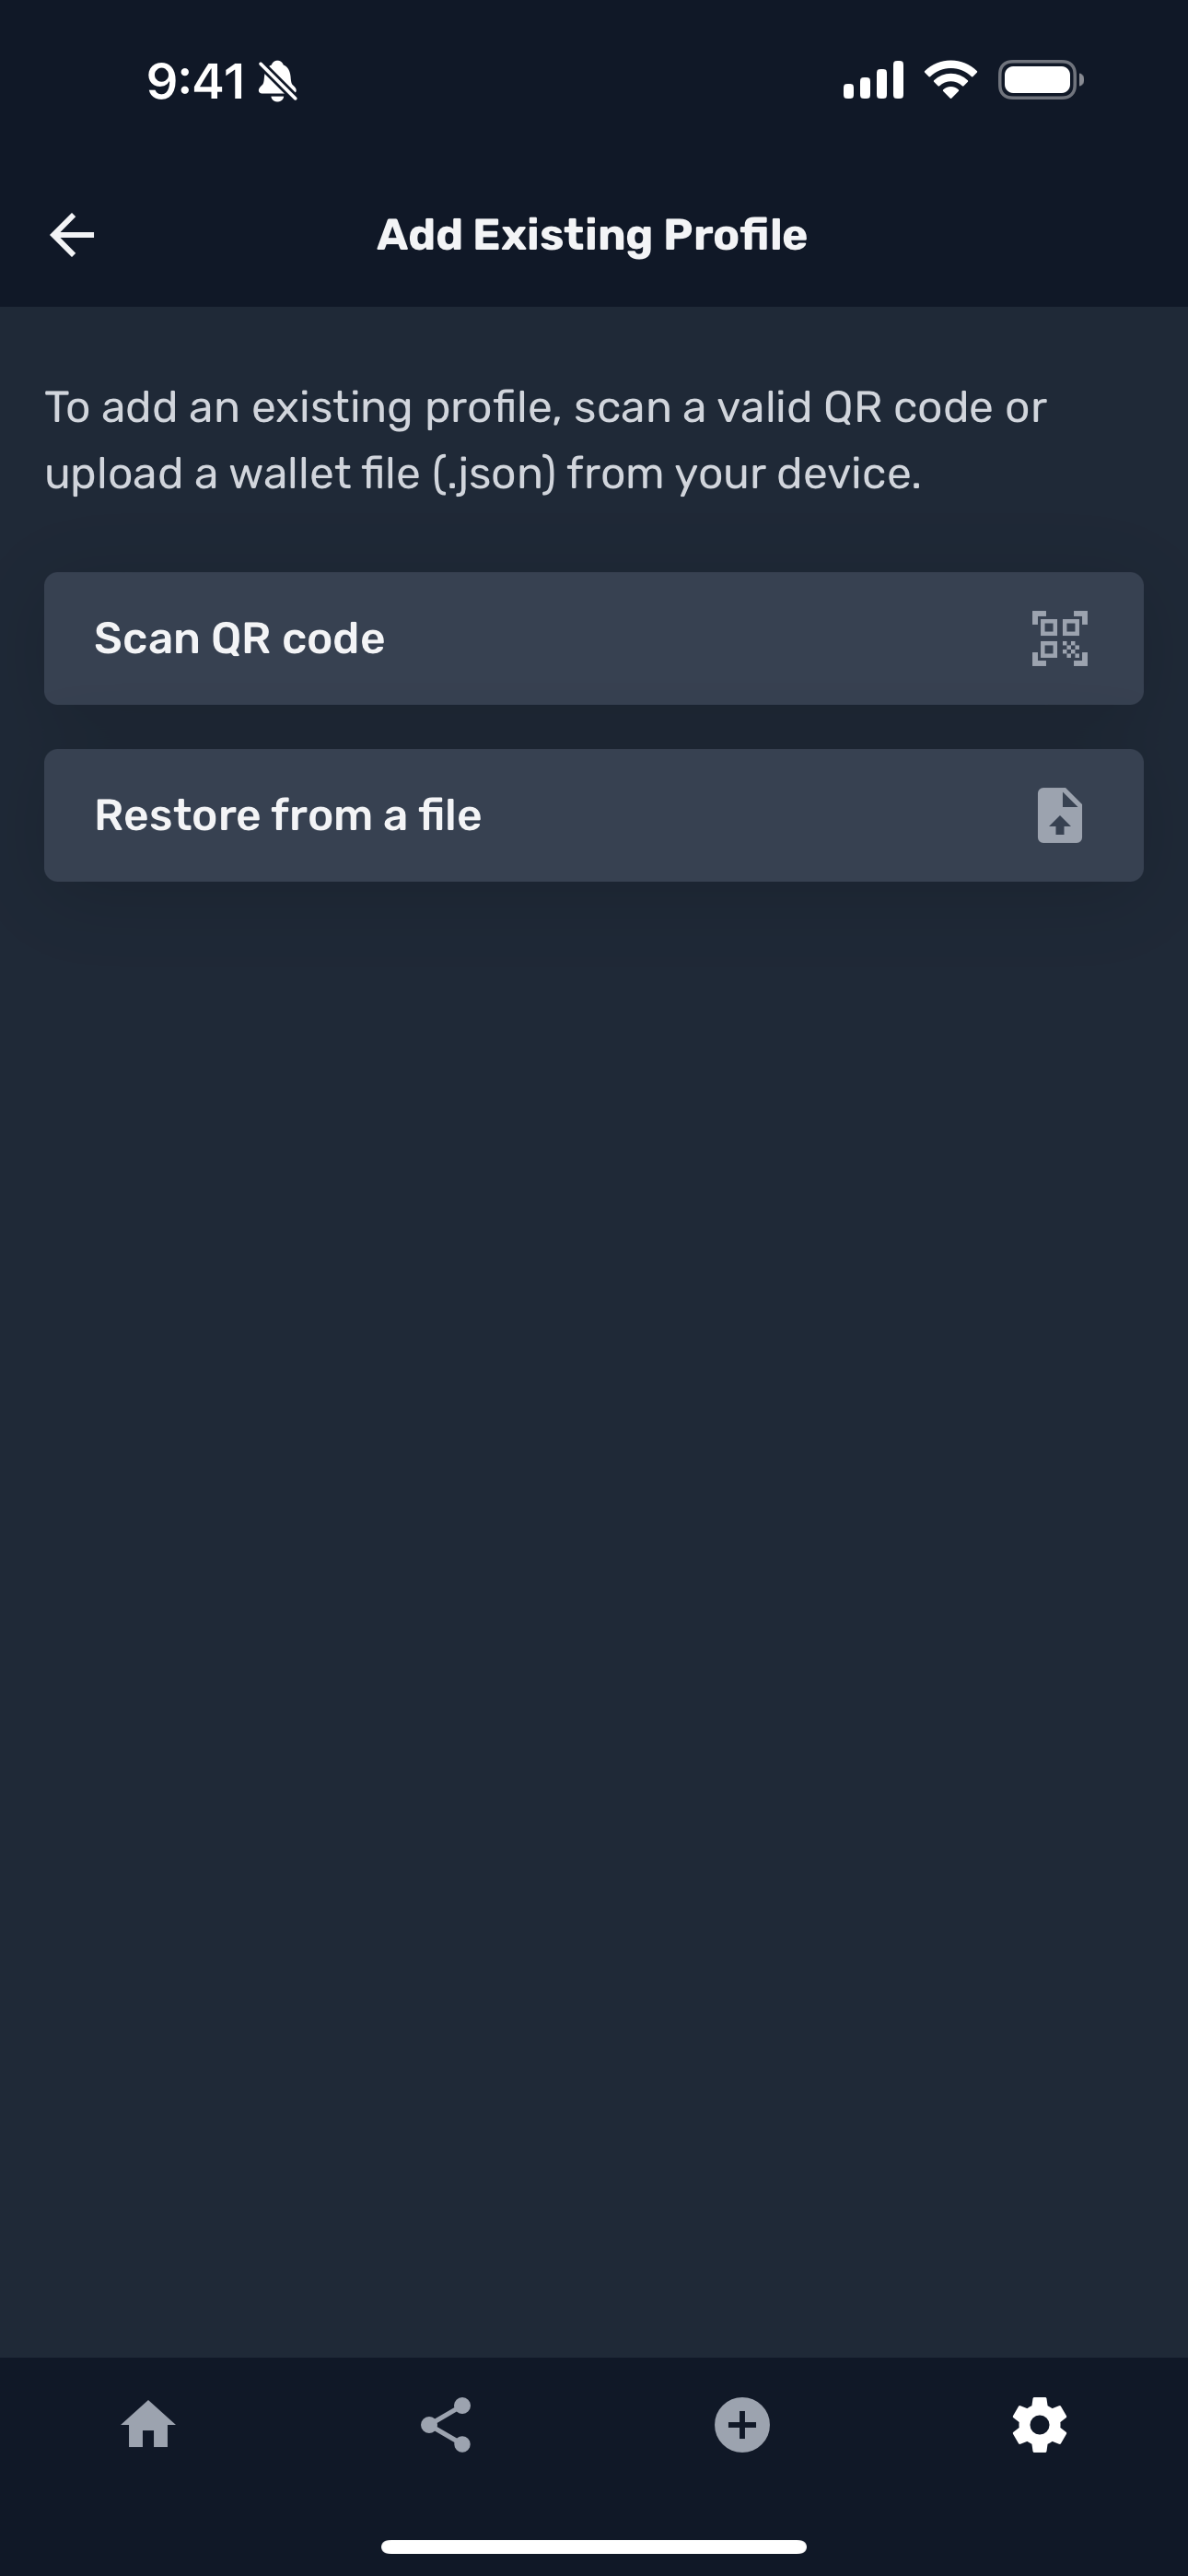 9:41
Add Existing Profile
To add an existing profile, scan a valid QR code or
upload a wallet file (.json) from your device.
Scan QR code
Restore from a file